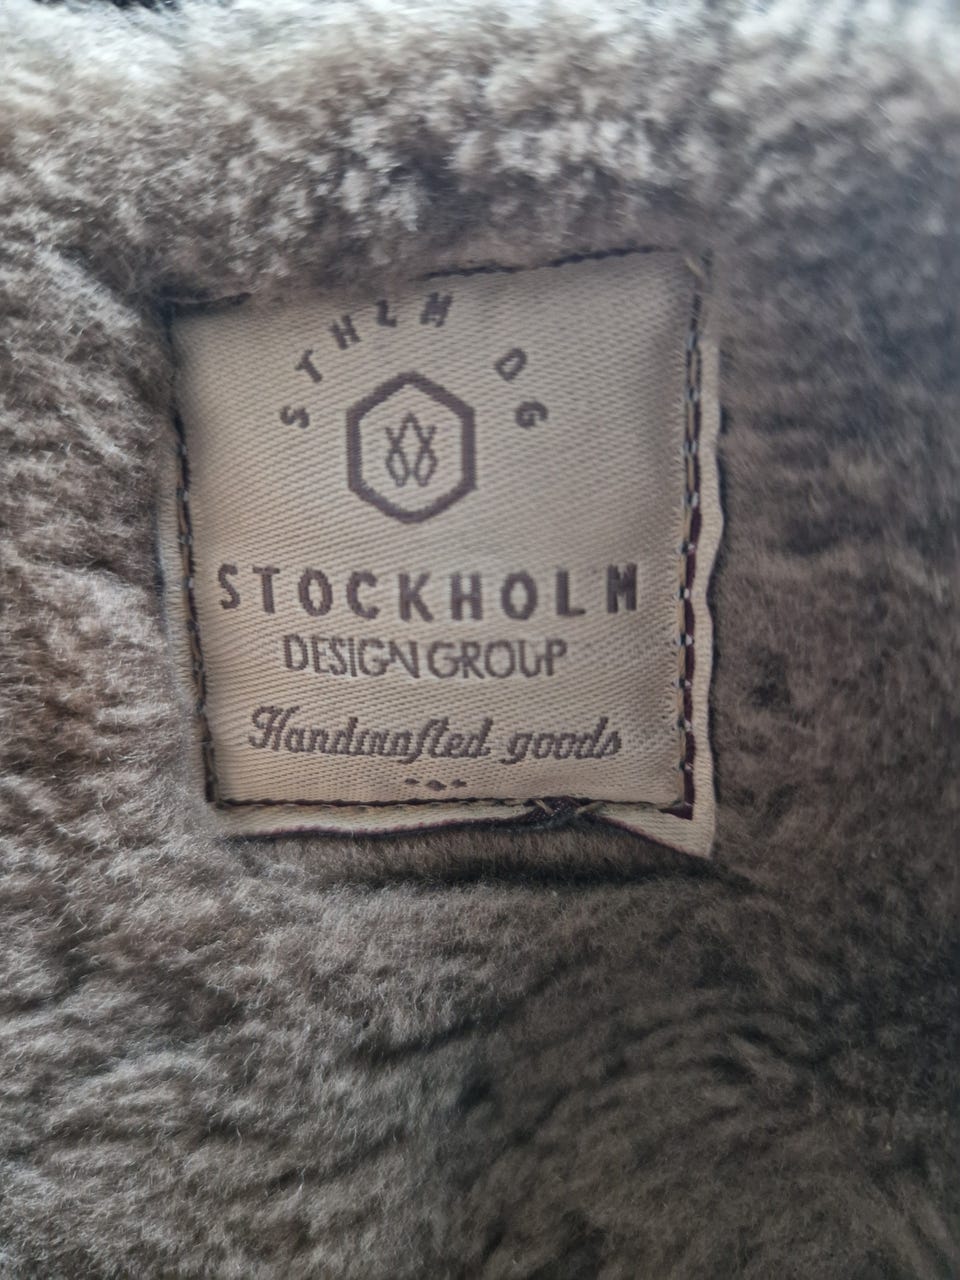 STHLM DG
STOCKHOLM
DESIGN GROUP
Handcrafted goods